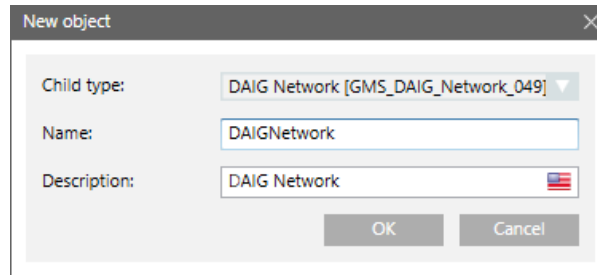 New object
Child type: DAIG Network [GMS_DAIG_Network_049]
Name: DAIGNetwork
Description: DAIG Network
OK Cancel